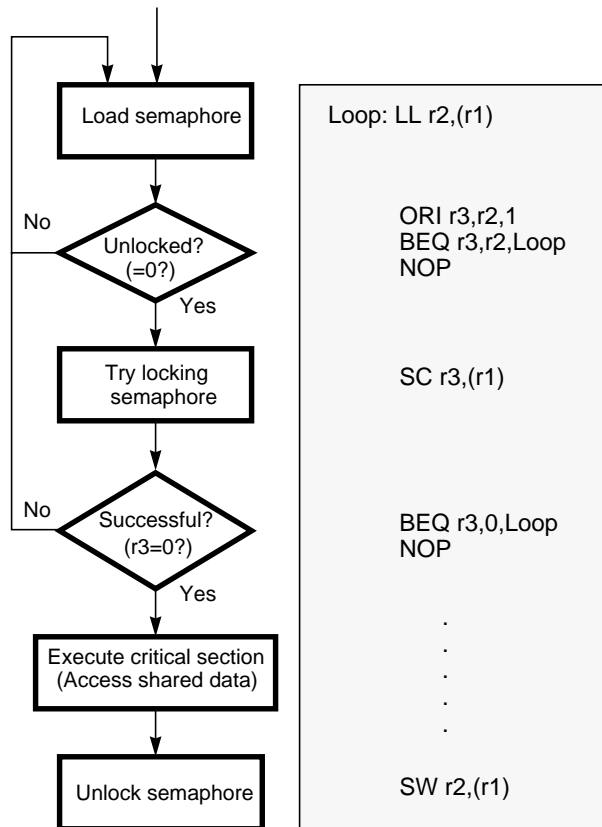 Load semaphore
Loop: LL r2,(r1)
No
Unlocked?
(=0?)
ORI r3,r2,1
BEQ r3,r2,Loop
NOP
Yes
Try locking
semaphore
SC r3,(r1)
No
Successful?
(r3=0?)
BEQ r3,0,Loop
NOP
Yes
Execute critical section
(Access shared data)
.
.
.
.
.
Unlock semaphore
SW r2,(r1)